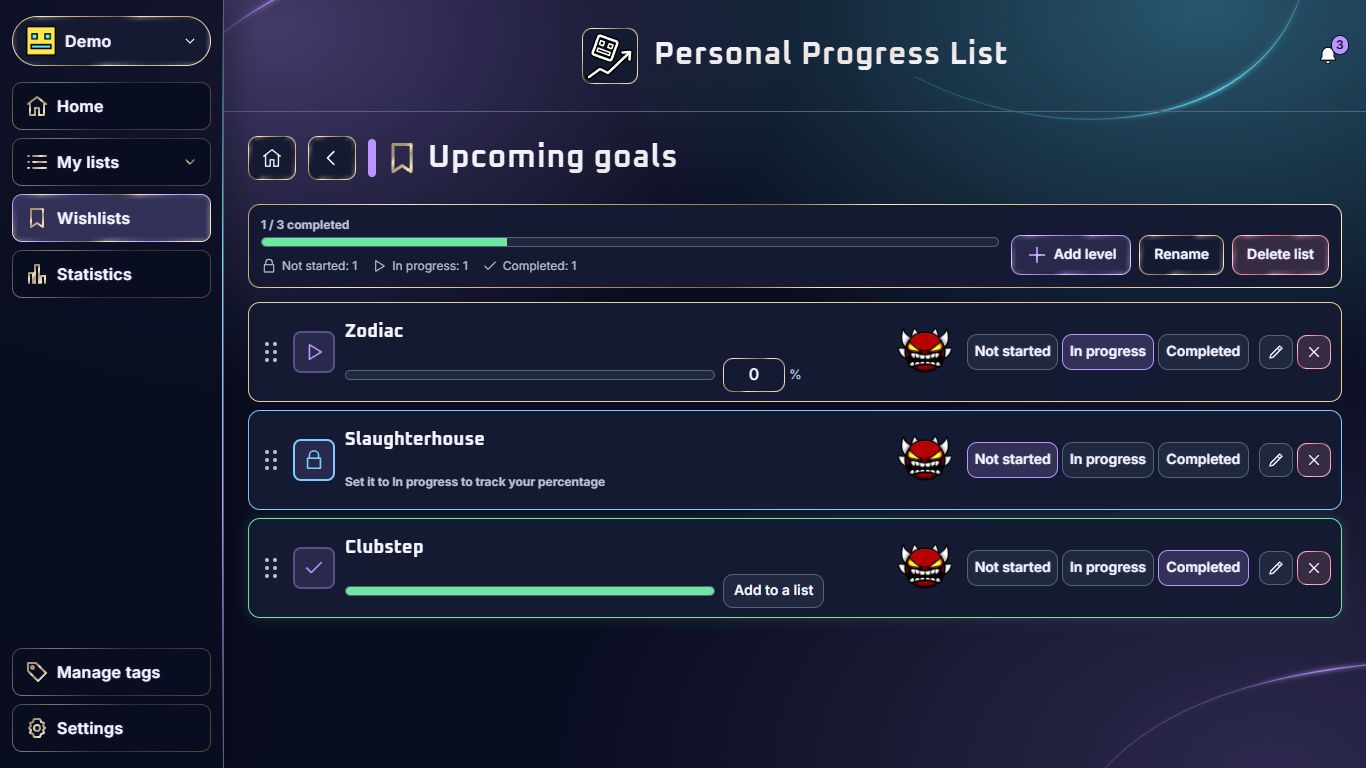 Demo
Home
My lists
Wishlists
Statistics
Manage tags
Settings
Personal Progress List
3
Upcoming goals
1 / 3 completed
Not started: 1 In progress: 1 Completed: 1
Add level Rename Delete list
Zodiac
0 %
Not started In progress Completed
Slaughterhouse
Set it to In progress to track your percentage
Not started In progress Completed
Clubstep
Add to a list
Not started In progress Completed